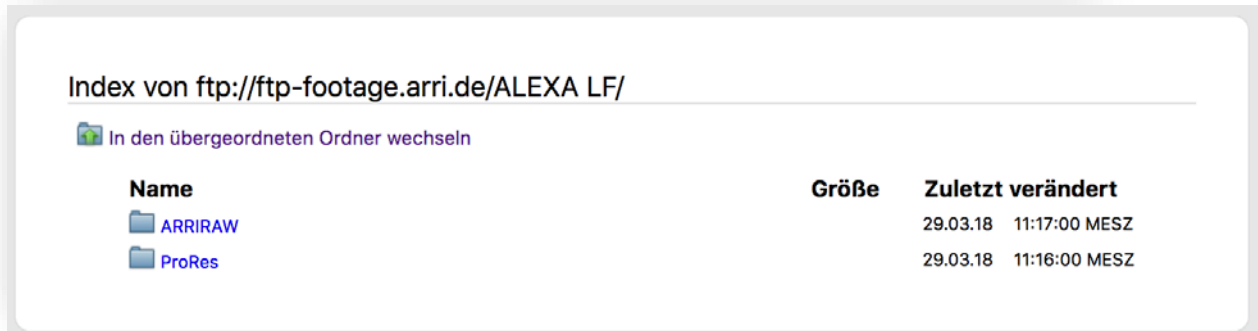 Index von ftp://ftp-footage.arri.de/ALEXA LF/
In den übergeordneten Ordner wechseln
Name Größe Zuletzt verändert
ARRIRAW 29.03.18 11:17:00 MESZ
ProRes 29.03.18 11:16:00 MESZ